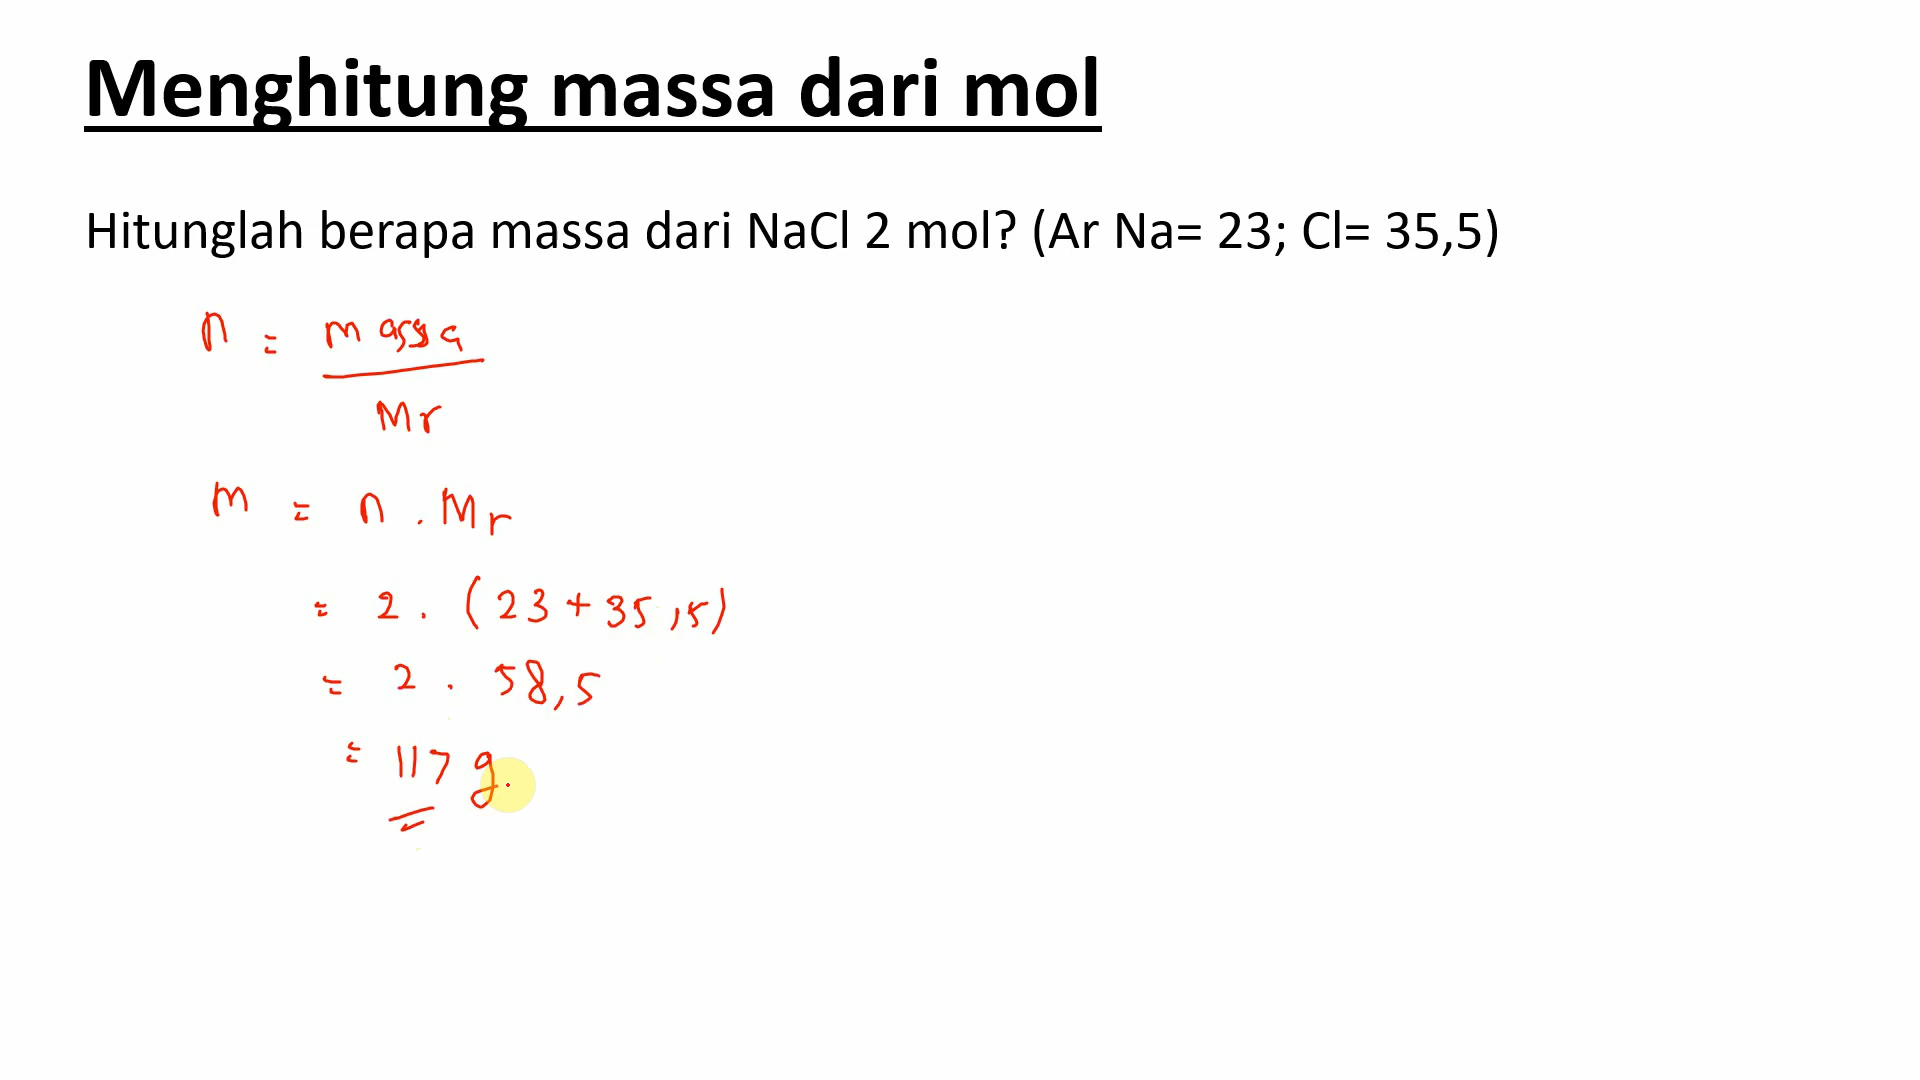 Menghitung massa dari mol
Hitunglah berapa massa dari NaCl 2 mol? (Ar Na= 23; Cl= 35,5)
n = massa
Mr
m = n . Mr
= 2 . (23 + 35,5)
= 2 . 58,5
= 117 g.